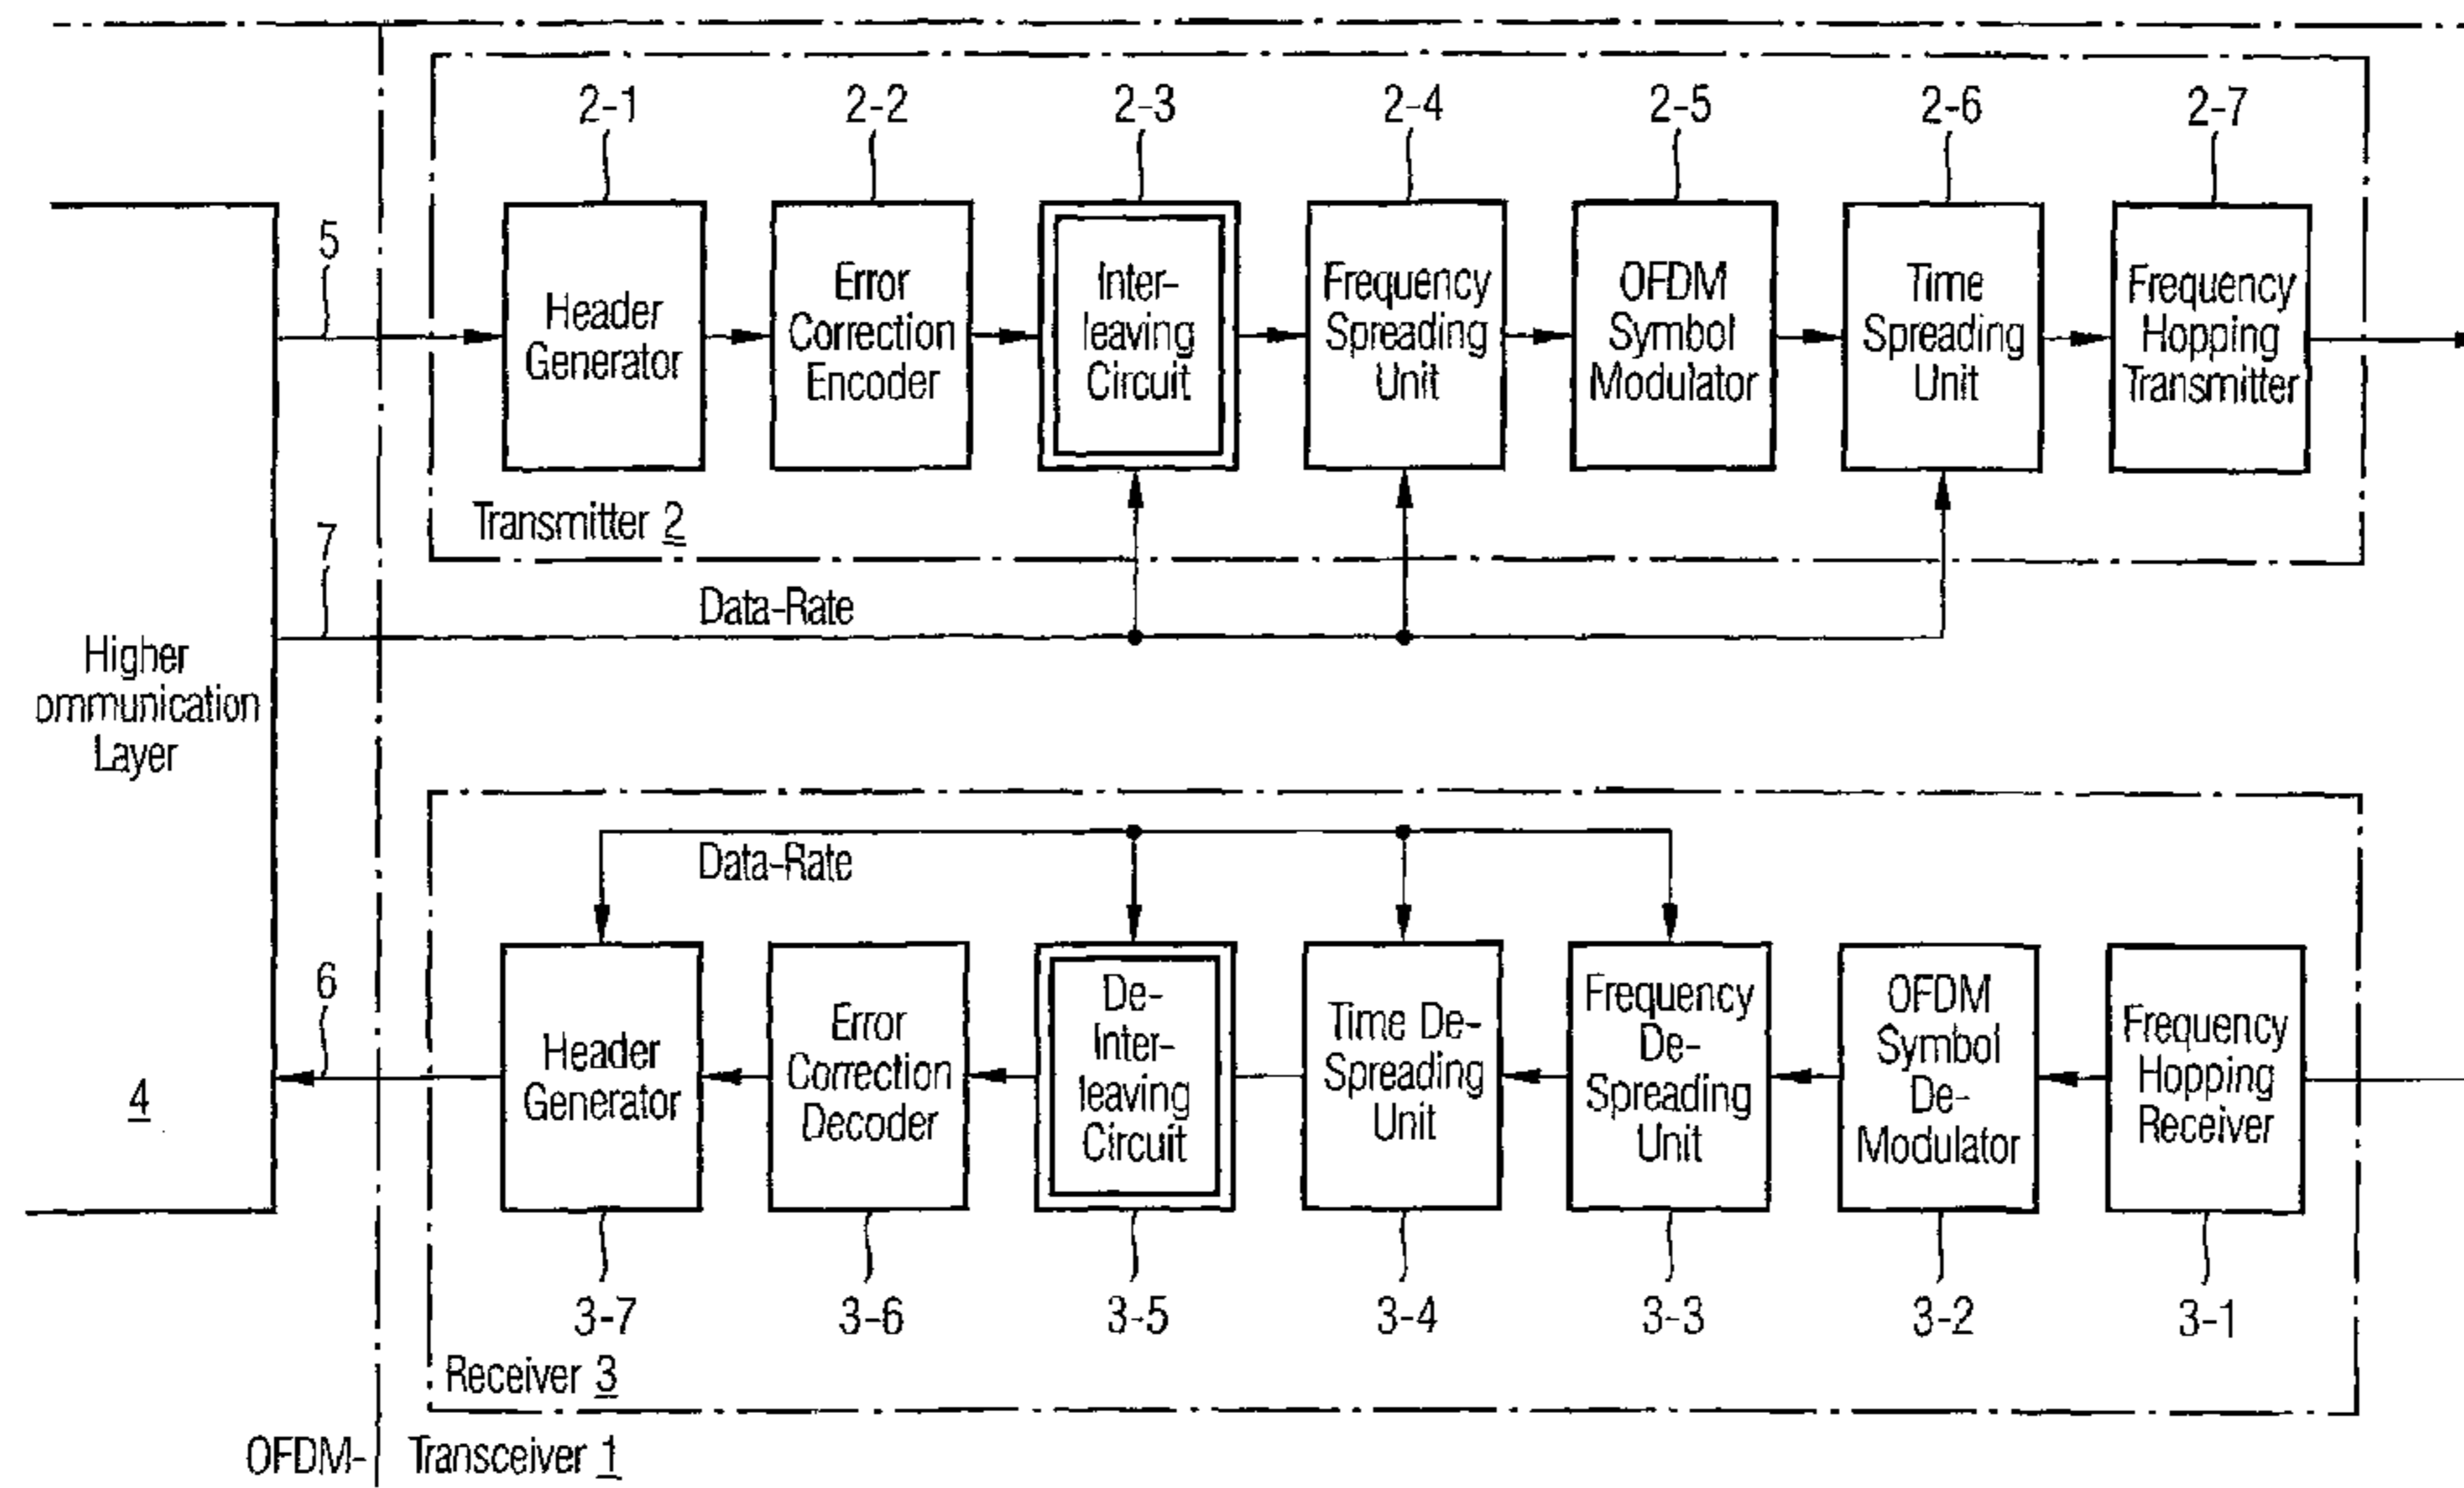 2-1
2-2
2-3
2-4
2-5
2-6
2-7
5
Header
Generator
Error
Correction
Encoder
Inter-
leaving
Circuit
Frequency
Spreading
Unit
OFDM
Symbol
Modulator
Time
Spreading
Unit
Frequency
Hopping
Transmitter
Transmitter 2
7
Data-Rate
Higher
ommunication
Layer
4
Data-Rate
6
Header
Generator
Error
Correction
Decoder
De-
Inter-
leaving
Circuit
Time De-
Spreading
Unit
Frequency
De-
Spreading
Unit
OFDM
Symbol
De-
Modulator
Frequency
Hopping
Receiver
3-7
3-6
3-5
3-4
3-3
3-2
3-1
Receiver 3
OFDM- Transceiver 1